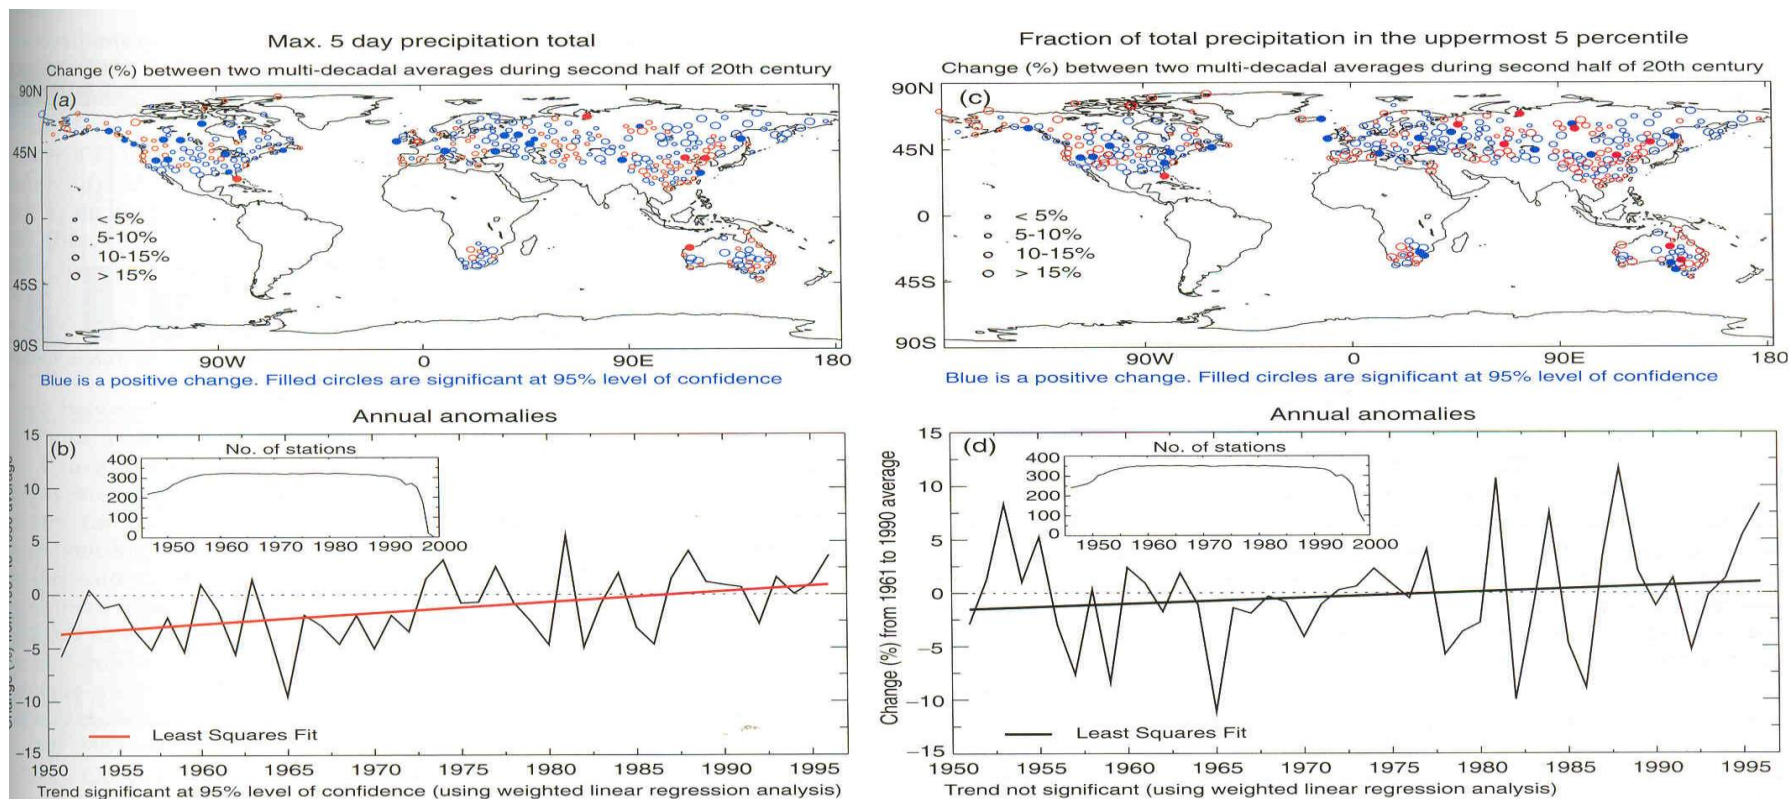 Max. 5 day precipitation total
Change (%) between two multi-decadal averages during second half of 20th century
(a)
90N
45N
0
45S
90S
< 5%
5-10%
10-15%
> 15%
90W 0 90E 180
Blue is a positive change. Filled circles are significant at 95% level of confidence
Annual anomalies
(b)
No. of stations
400
300
200
100
0
1950 1960 1970 1980 1990 2000
15
10
5
0
−5
−10
−15
Least Squares Fit
1950 1955 1960 1965 1970 1975 1980 1985 1990 1995
Trend significant at 95% level of confidence (using weighted linear regression analysis)
Fraction of total precipitation in the uppermost 5 percentile
Change (%) between two multi-decadal averages during second half of 20th century
(c)
90N
45N
0
45S
90S
< 5%
5-10%
10-15%
> 15%
90W 0 90E 180
Blue is a positive change. Filled circles are significant at 95% level of confidence
Annual anomalies
(d)
No. of stations
400
300
200
100
0
1950 1960 1970 1980 1990 2000
Change (%) from 1961 to 1990 average
15
10
5
0
−5
−10
−15
Least Squares Fit
1950 1955 1960 1965 1970 1975 1980 1985 1990 1995
Trend not significant (using weighted linear regression analysis)